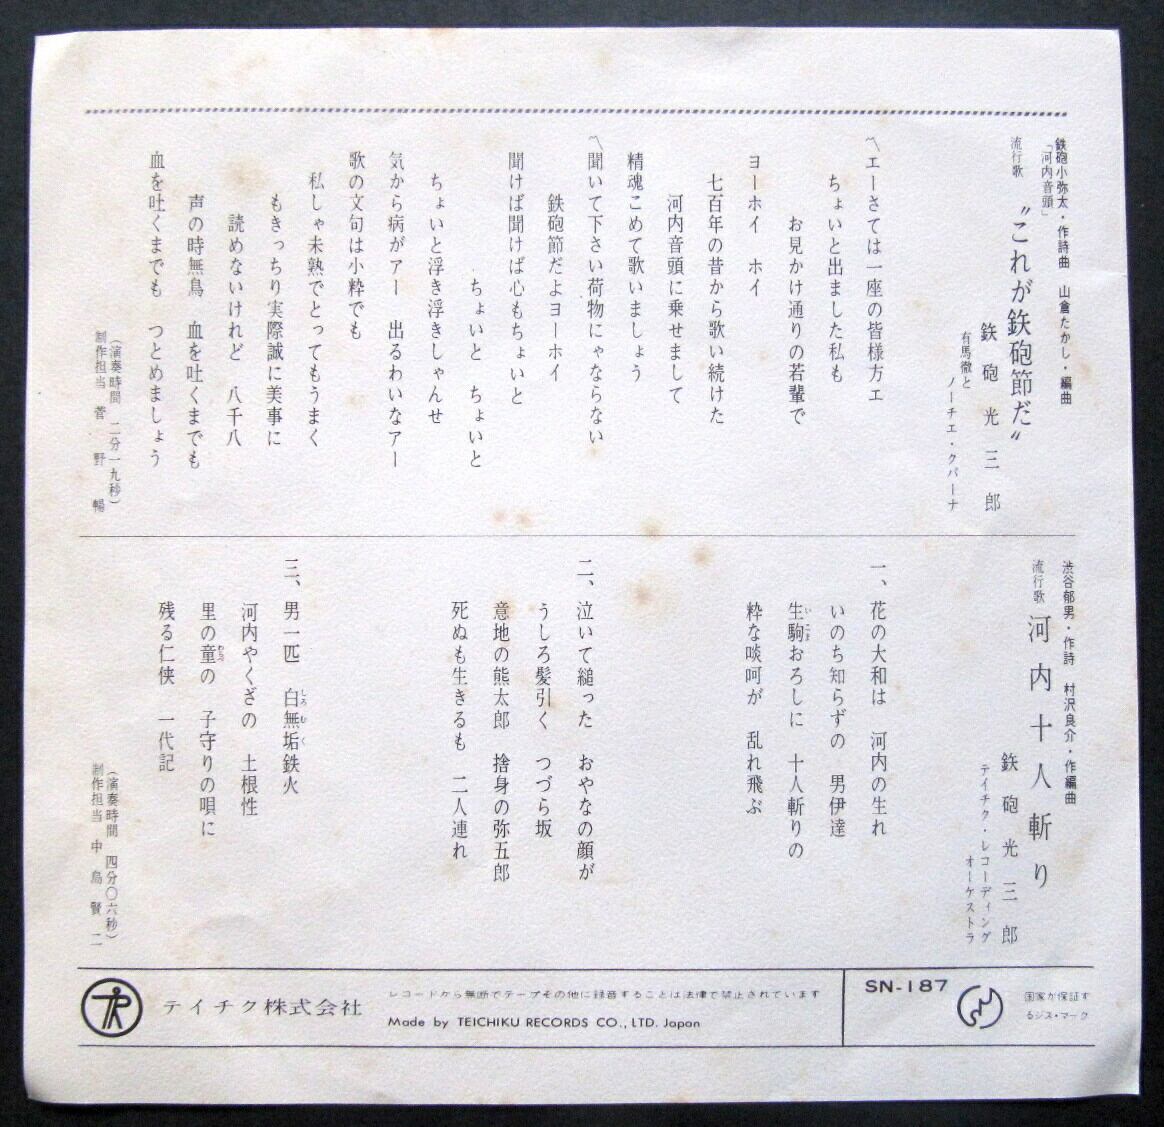 鉄砲小弥太・作詩曲　山倉たかし・編曲
「河内音頭」
流行歌　〝これが鉄砲節だ〟
鉄砲光三郎
有馬徹と
ノーチエ・クバーナ
〽エーさては一座の皆様方エ
ちょいと出ました私も
お見かけ通りの若輩で
ヨーホイ　ホイ
七百年の昔から歌い続けた
河内音頭に乗せまして
精魂こめて歌いましょう
〽聞いて下さい荷物にゃならない
鉄砲節だよヨーホイ
聞けば聞けば心もちょいと
ちょいと　ちょいと
ちょいと浮き浮きしゃんせ
気から病がアー　出るわいなアー
歌の文句は小粋でも
私しゃ未熟でとってもうまく
もきっちり実際誠に美事に
読めないけれど　八千八
声の時無鳥　血を吐くまでも
血を吐くまでも　つとめましょう
（演奏時間　二分一九秒）
制作担当　菅野　暢
渋谷郁男・作詩　村沢良介・作編曲
流行歌　河内十人斬り
鉄砲光三郎
テイチク・レコーディング
オーケストラ
一、花の大和は　河内の生れ
いのち知らずの　男伊達
生駒おろしに　十人斬りの
粋な啖呵が　乱れ飛ぶ
二、泣いて縋った　おやなの顔が
うしろ髪引く　つづら坂
意地の熊太郎　捨身の弥五郎
死ぬも生きるも　二人連れ
三、男一匹　白無垢鉄火
河内やくざの　土根性
里の童の　子守りの唄に
残る仁侠　一代記
（演奏時間　四分〇六秒）
制作担当　中島賢二
テイチク株式会社
レコードから無断でテープその他に録音することは法律で禁止されています
Made by TEICHIKU RECORDS CO., LTD. Japan
SN-187
国家が保証す
るジス・マーク